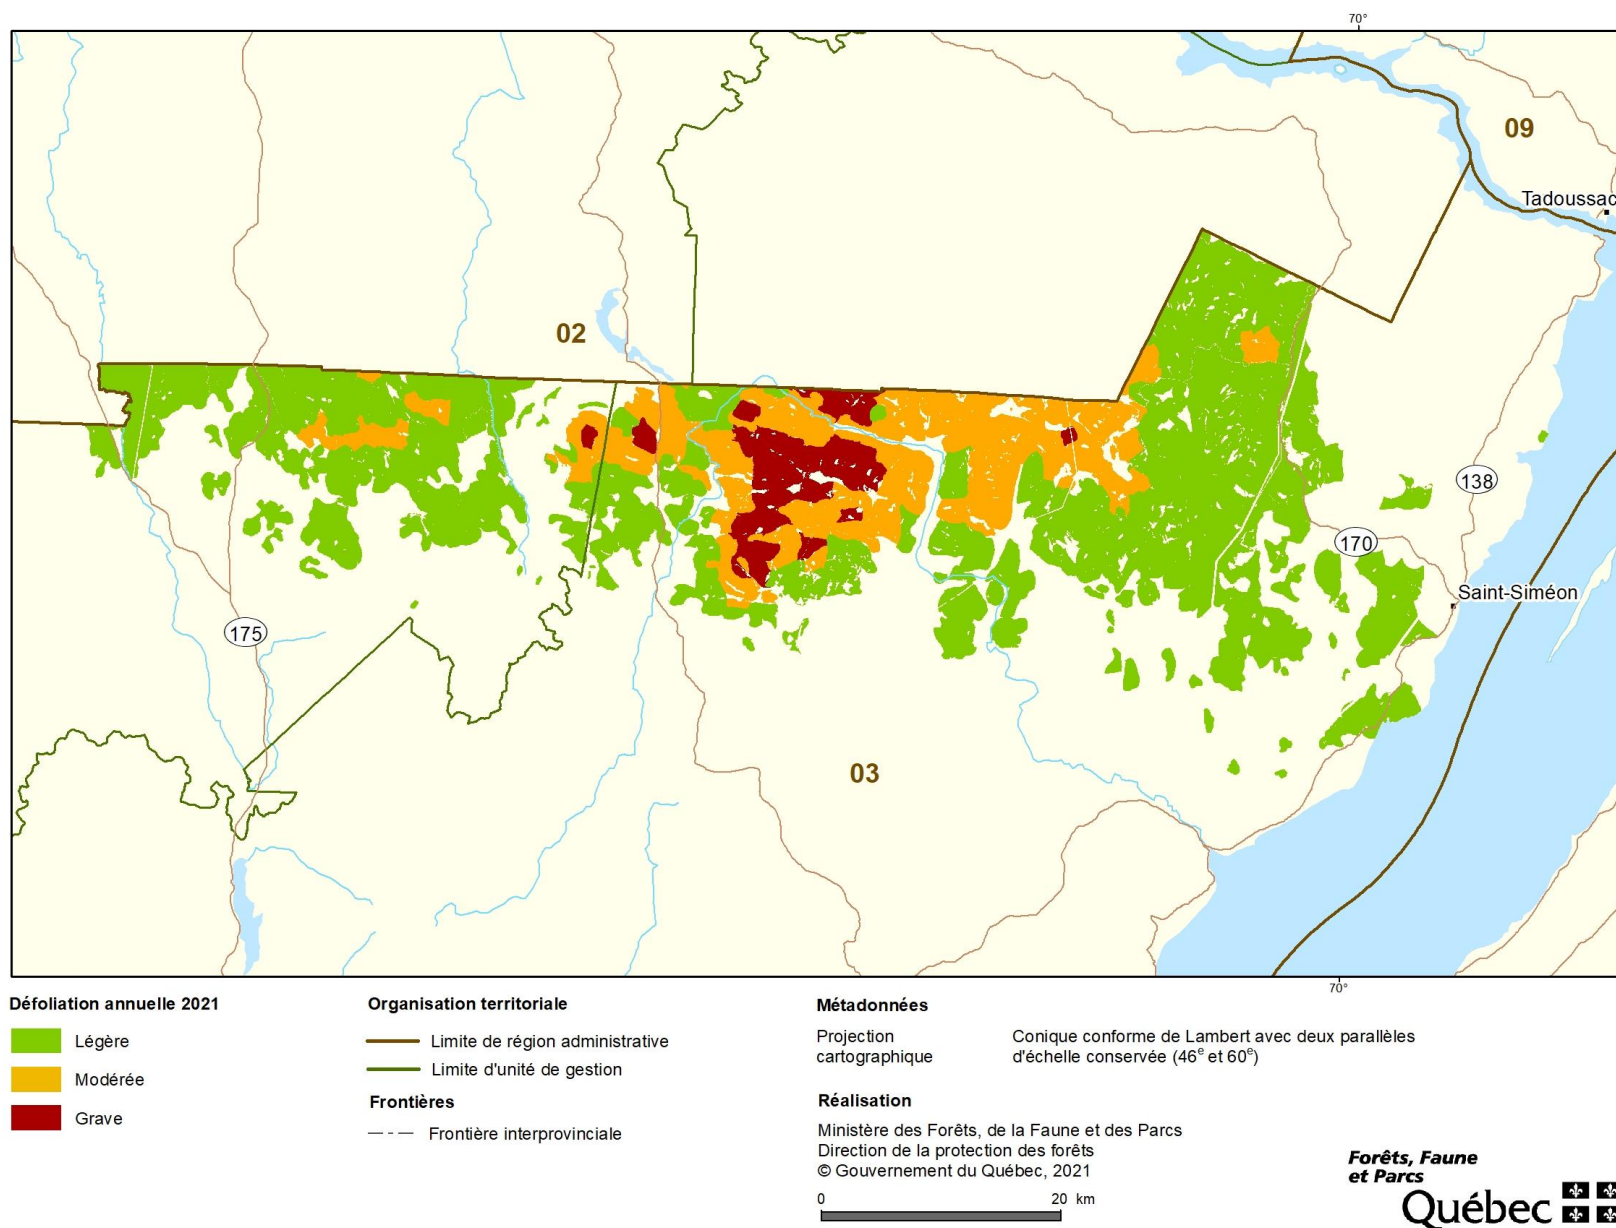 70°
09
Tadoussac
02
138
170
Saint-Siméon
175
03
70°
Défoliation annuelle 2021
Légère
Modérée
Grave
Organisation territoriale
Limite de région administrative
Limite d'unité de gestion
Frontières
Frontière interprovinciale
Métadonnées
Projection cartographique
Conique conforme de Lambert avec deux parallèles
d'échelle conservée (46e et 60e)
Réalisation
Ministère des Forêts, de la Faune et des Parcs
Direction de la protection des forêts
© Gouvernement du Québec, 2021
0 20 km
Forêts, Faune
et Parcs
Québec